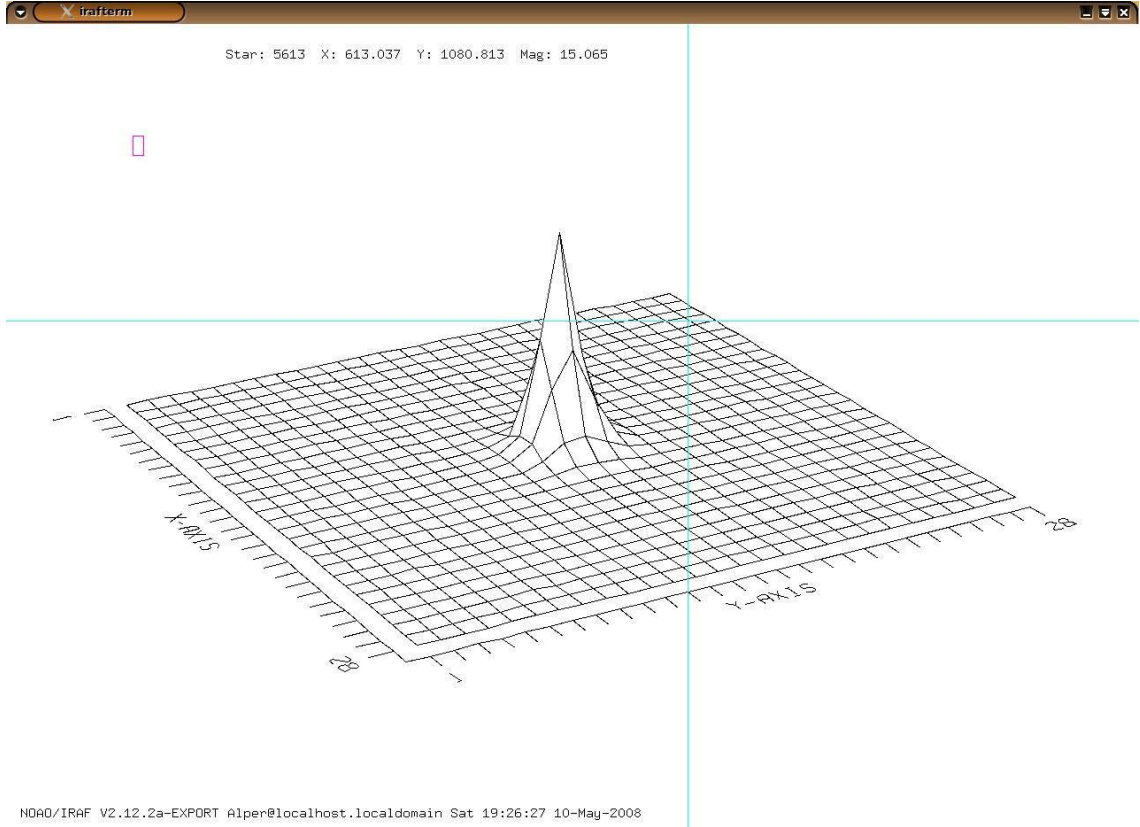 irafterm
Star: 5613 X: 613.037 Y: 1080.813 Mag: 15.065
1
X-AXIS
28
28
Y-AXIS
1
NOAO/IRAF V2.12.2a-EXPORT Alper@localhost.localdomain Sat 19:26:27 10-May-2008